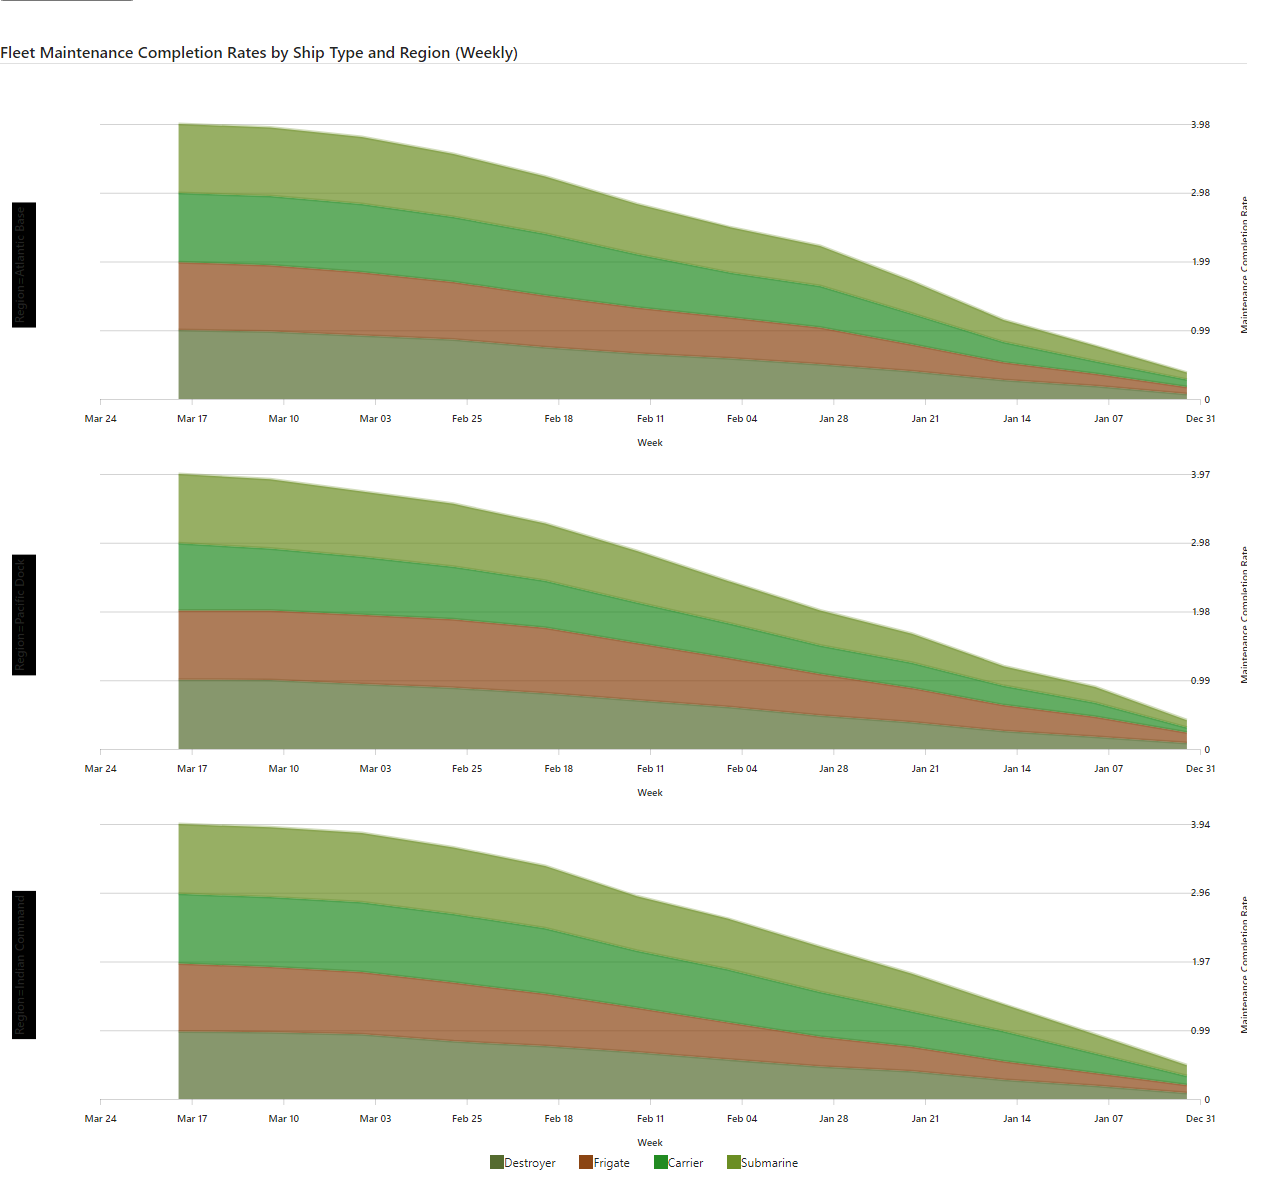 Fleet Maintenance Completion Rates by Ship Type and Region (Weekly)
Region=Atlantic Base
3.98
2.98
1.99
0.99
0
Maintenance Completion Rate
Mar 24 Mar 17 Mar 10 Mar 03 Feb 25 Feb 18 Feb 11 Feb 04 Jan 28 Jan 21 Jan 14 Jan 07 Dec 31
Week
Region=Pacific Dock
3.97
2.98
1.98
0.99
0
Maintenance Completion Rate
Mar 24 Mar 17 Mar 10 Mar 03 Feb 25 Feb 18 Feb 11 Feb 04 Jan 28 Jan 21 Jan 14 Jan 07 Dec 31
Week
Region=Indian Command
3.94
2.96
1.97
0.99
0
Maintenance Completion Rate
Mar 24 Mar 17 Mar 10 Mar 03 Feb 25 Feb 18 Feb 11 Feb 04 Jan 28 Jan 21 Jan 14 Jan 07 Dec 31
Week
Destroyer Frigate Carrier Submarine